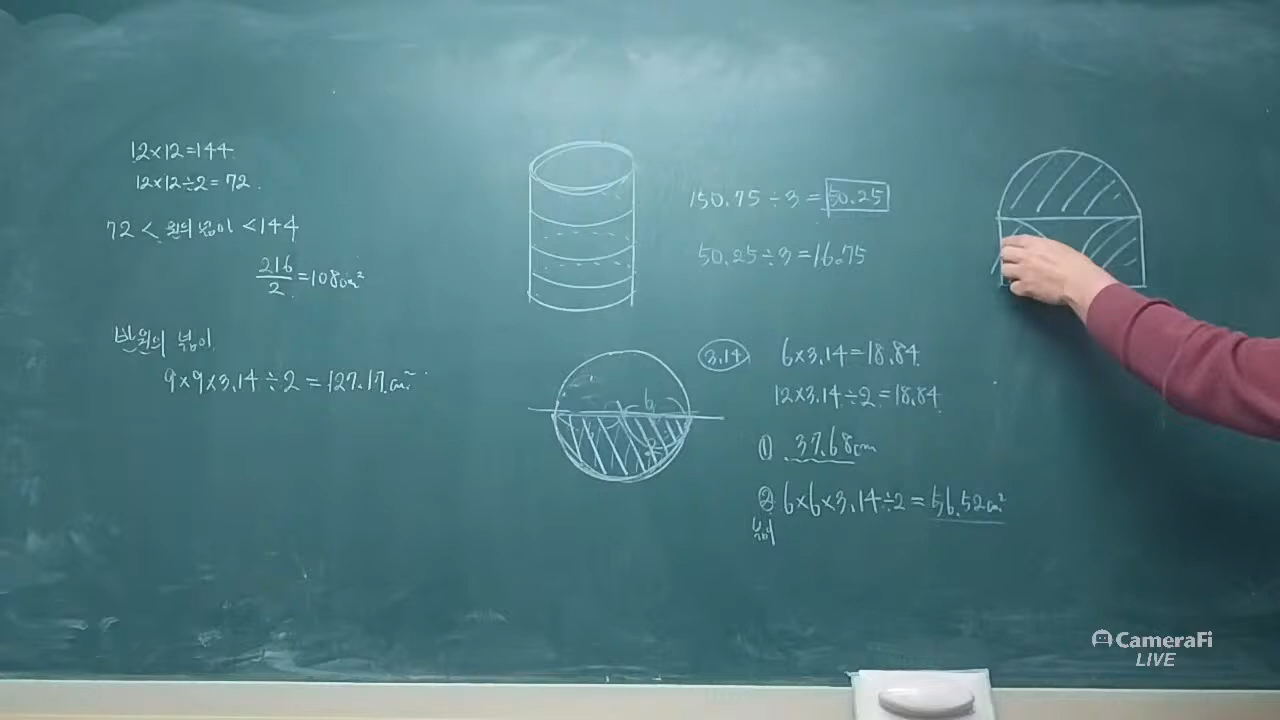 12×12=144
12×12÷2=72.
72 < 원의 넓이 < 144
216/2=108cm²
반원의 넓이
9×9×3.14÷2=127.17cm²
150.75÷3=50.25
50.25÷3=16.75
3.14
6×3.14=18.84
12×3.14÷2=18.84
① 37.68cm
② 6×6×3.14÷2=56.52cm²
넓이
6
CameraFi
LIVE